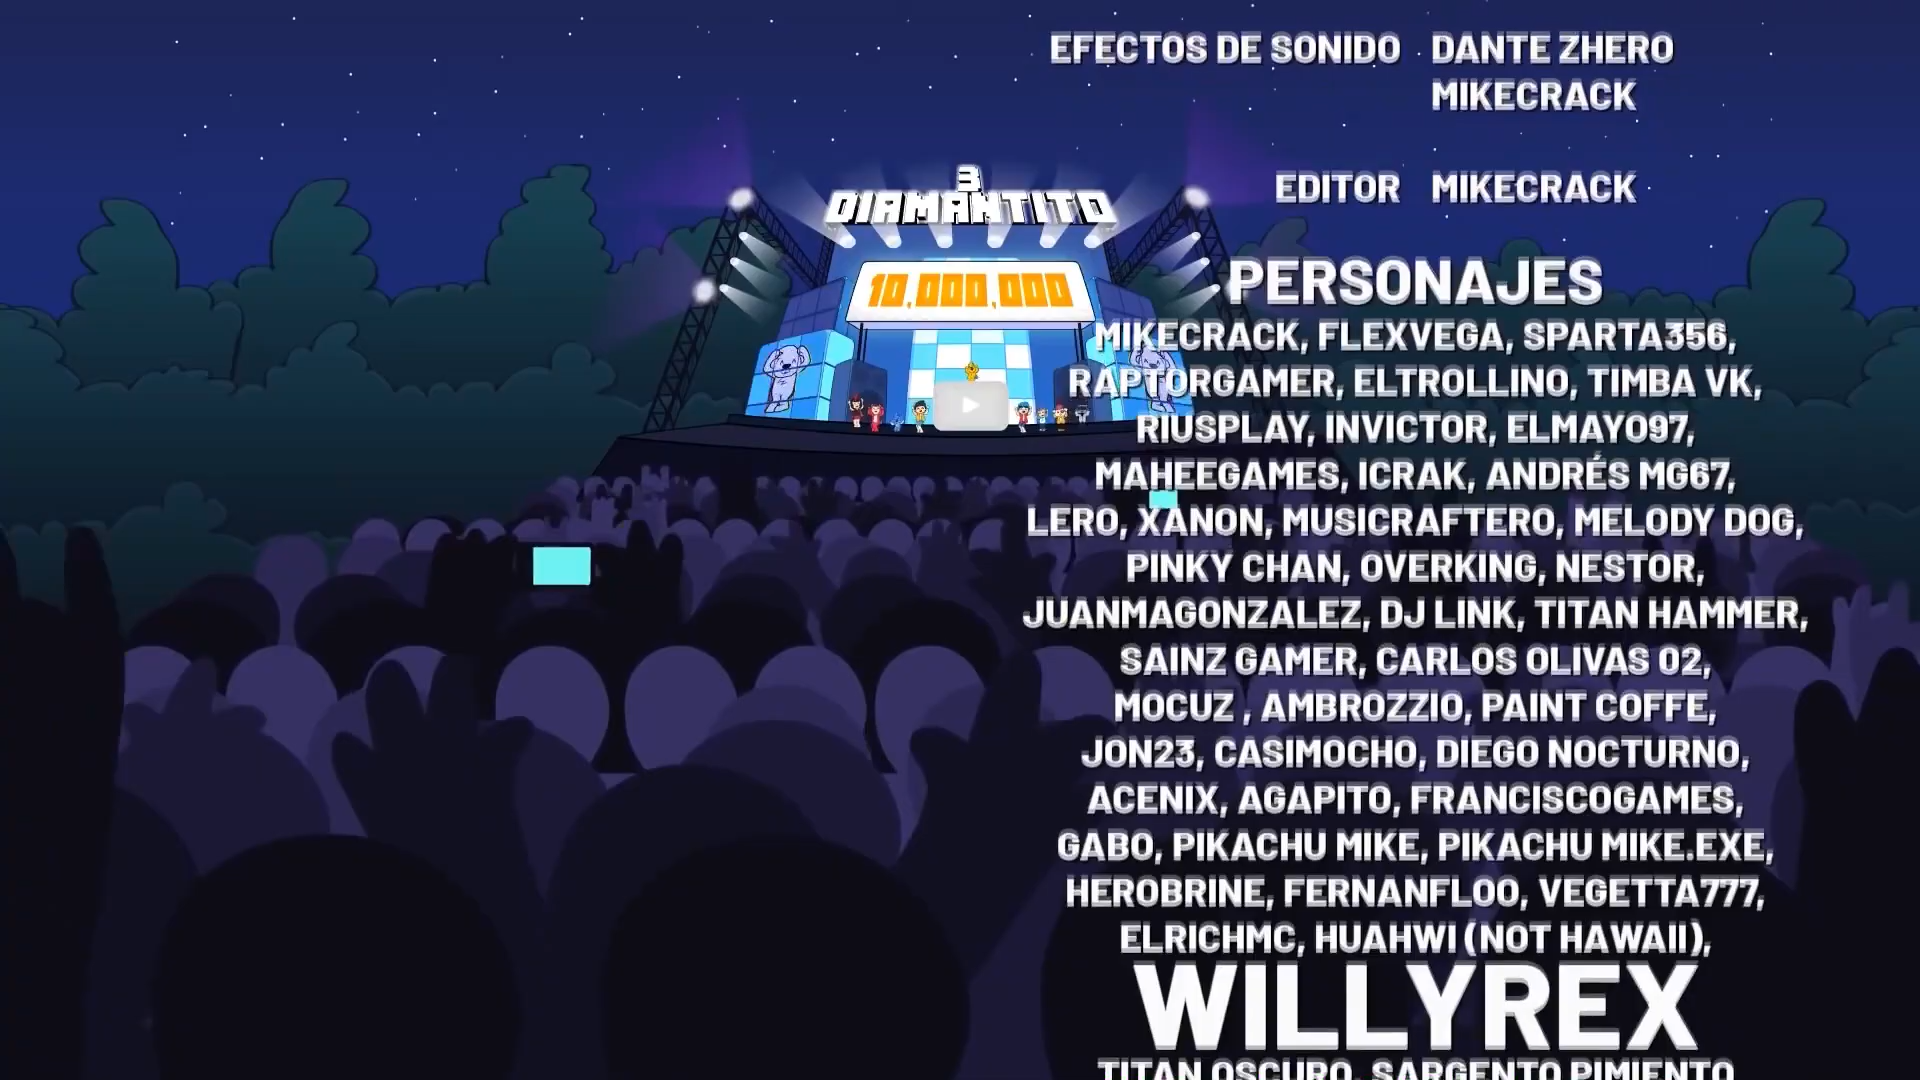 EFECTOS DE SONIDO DANTE ZHERO
MIKECRACK
EDITOR MIKECRACK
3
DIAMANTITO
10,000,000
PERSONAJES
MIKECRACK, FLEXVEGA, SPARTA356,
RAPTORGAMER, ELTROLLINO, TIMBA VK,
RIUSPLAY, INVICTOR, ELMAYO97,
MAHEEGAMES, ICRAK, ANDRÉS MG67,
LERO, XANON, MUSICRAFTERO, MELODY DOG,
PINKY CHAN, OVERKING, NESTOR,
JUANMAGONZALEZ, DJ LINK, TITAN HAMMER,
SAINZ GAMER, CARLOS OLIVAS 02,
MOCUZ , AMBROZZIO, PAINT COFFE,
JON23, CASIMOCHO, DIEGO NOCTURNO,
ACENIX, AGAPITO, FRANCISCOGAMES,
GABO, PIKACHU MIKE, PIKACHU MIKE.EXE,
HEROBRINE, FERNANFLOO, VEGETTA777,
ELRICHMC, HUAHWI (NOT HAWAII),
WILLYREX
TITAN OSCURO, SARGENTO PIMIENTO